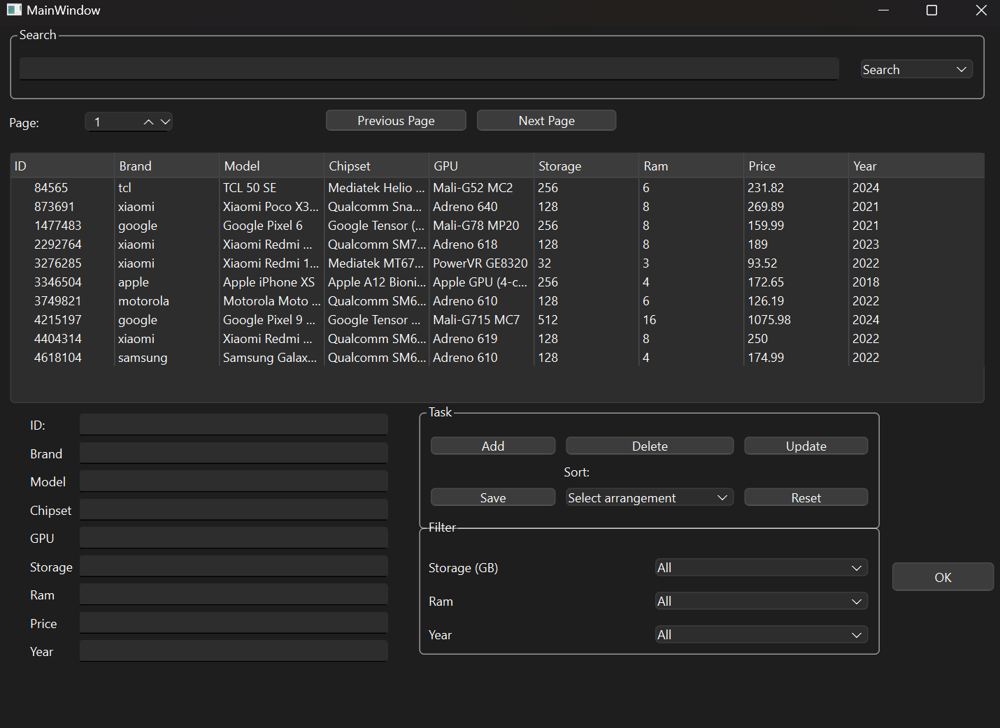 MainWindow
Search
Search
Page: 1 Previous Page Next Page
ID Brand Model Chipset GPU Storage Ram Price Year
84565 tcl TCL 50 SE Mediatek Helio ... Mali-G52 MC2 256 6 231.82 2024
873691 xiaomi Xiaomi Poco X3... Qualcomm Sna... Adreno 640 128 8 269.89 2021
1477483 google Google Pixel 6 Google Tensor (... Mali-G78 MP20 256 8 159.99 2021
2292764 xiaomi Xiaomi Redmi ... Qualcomm SM7... Adreno 618 128 8 189 2023
3276285 xiaomi Xiaomi Redmi 1... Mediatek MT67... PowerVR GE8320 32 3 93.52 2022
3346504 apple Apple iPhone XS Apple A12 Bioni... Apple GPU (4-c... 256 4 172.65 2018
3749821 motorola Motorola Moto ... Qualcomm SM6... Adreno 610 128 6 126.19 2022
4215197 google Google Pixel 9 ... Google Tensor ... Mali-G715 MC7 512 16 1075.98 2024
4404314 xiaomi Xiaomi Redmi ... Qualcomm SM6... Adreno 619 128 8 250 2022
4618104 samsung Samsung Galax... Qualcomm SM6... Adreno 610 128 4 174.99 2022
ID:
Brand
Model
Chipset
GPU
Storage
Ram
Price
Year
Task
Add Delete Update
Sort:
Save Select arrangement Reset
Filter
Storage (GB) All
Ram All
Year All
OK